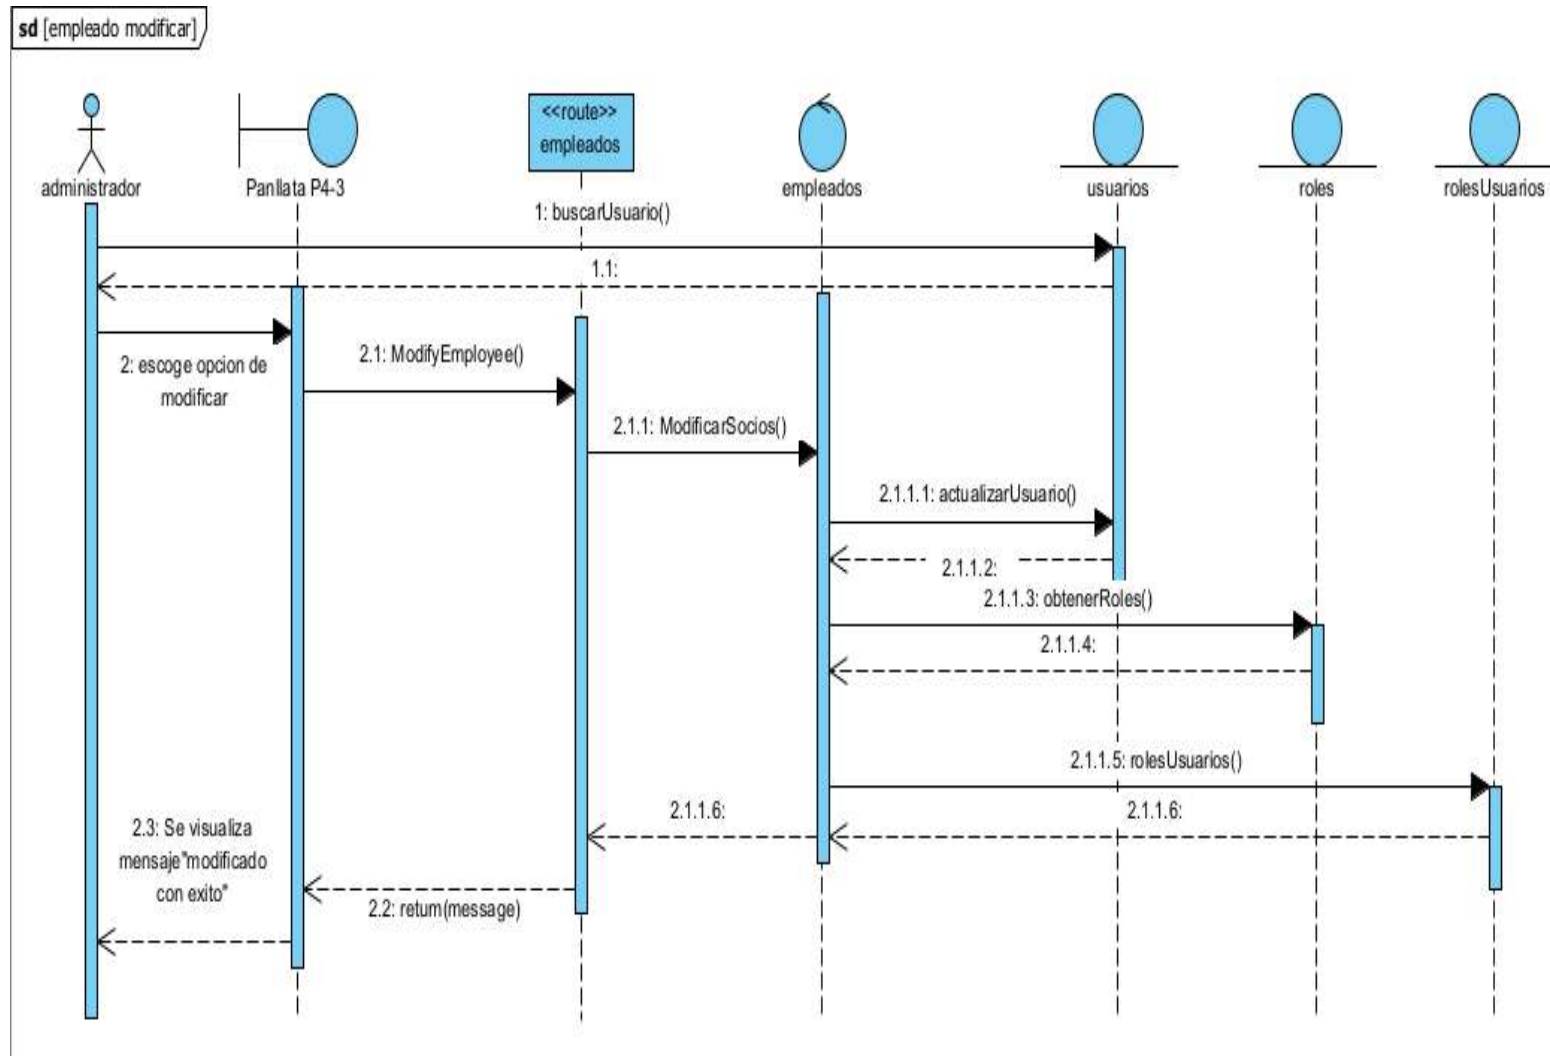 sd [empleado modificar]
<<route>>
empleados
administrador
Panllata P4-3
empleados
usuarios
roles
rolesUsuarios
1: buscarUsuario()
1.1:
2: escoge opcion de
modificar
2.1: ModifyEmployee()
2.1.1: ModificarSocios()
2.1.1.1: actualizarUsuario()
2.1.1.2:
2.1.1.3: obtenerRoles()
2.1.1.4:
2.1.1.5: rolesUsuarios()
2.1.1.6:
2.1.1.6:
2.3: Se visualiza
mensaje"modificado
con exito"
2.2: return(message)